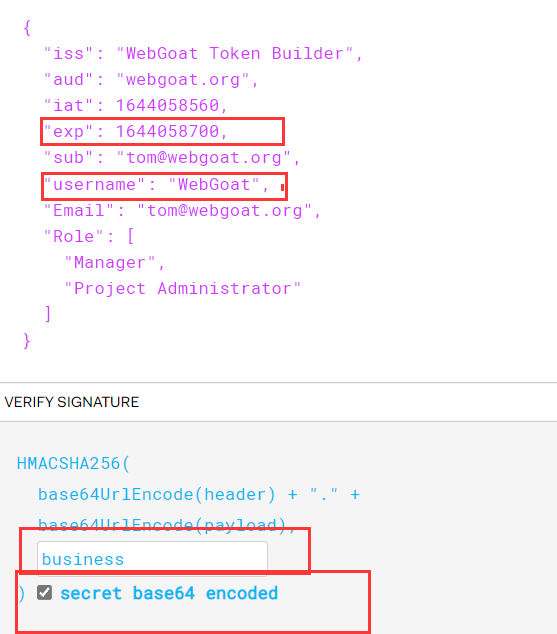 {
"iss": "WebGoat Token Builder",
"aud": "webgoat.org",
"iat": 1644058560,
"exp": 1644058700,
"sub": "tom@webgoat.org",
"username": "WebGoat",
"Email": "tom@webgoat.org",
"Role": [
"Manager",
"Project Administrator"
]
}
VERIFY SIGNATURE
HMACSHA256(
base64UrlEncode(header) + "." +
base64UrlEncode(payload),
business
) secret base64 encoded